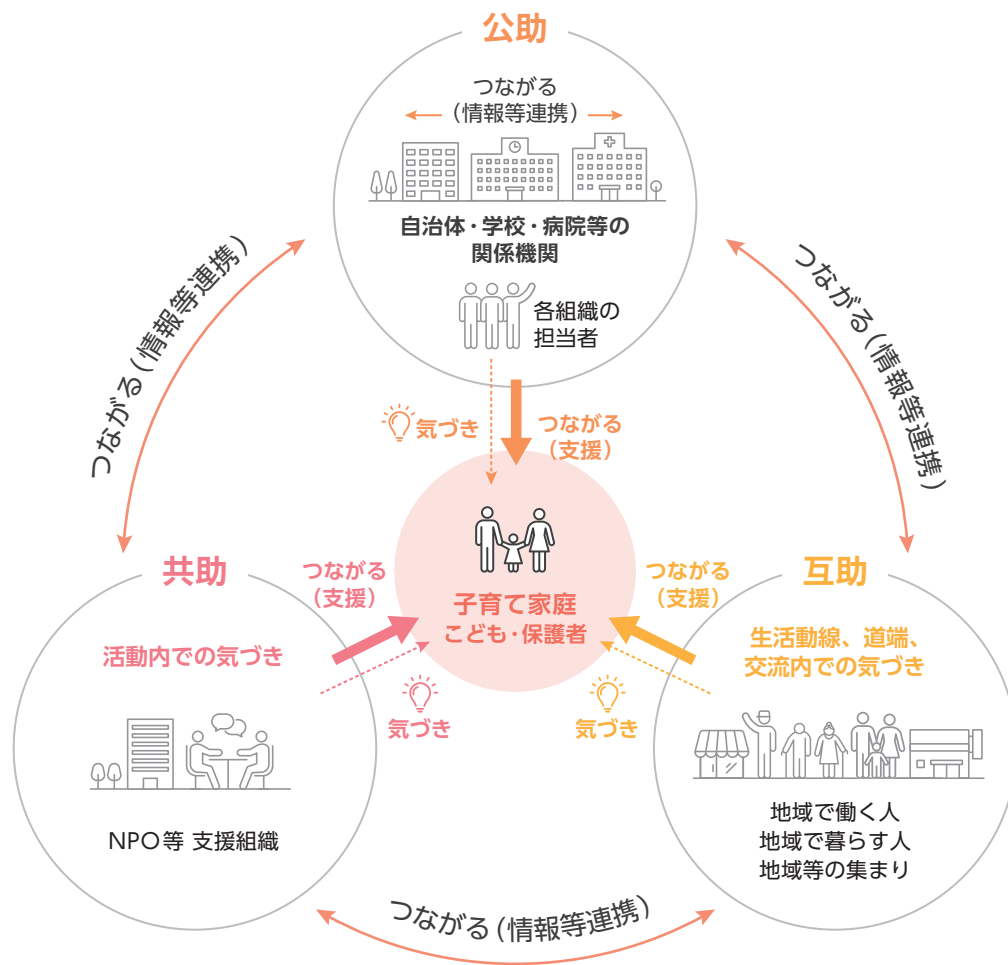 公助
つながる
(情報等連携)
自治体・学校・病院等の
関係機関
各組織の
担当者
つながる(情報等連携)
つながる(情報等連携)
気づき
つながる
(支援)
子育て家庭
こども・保護者
共助
つながる
(支援)
活動内での気づき
気づき
NPO等 支援組織
互助
つながる
(支援)
生活動線、道端、
交流内での気づき
気づき
地域で働く人
地域で暮らす人
地域等の集まり
つながる(情報等連携)